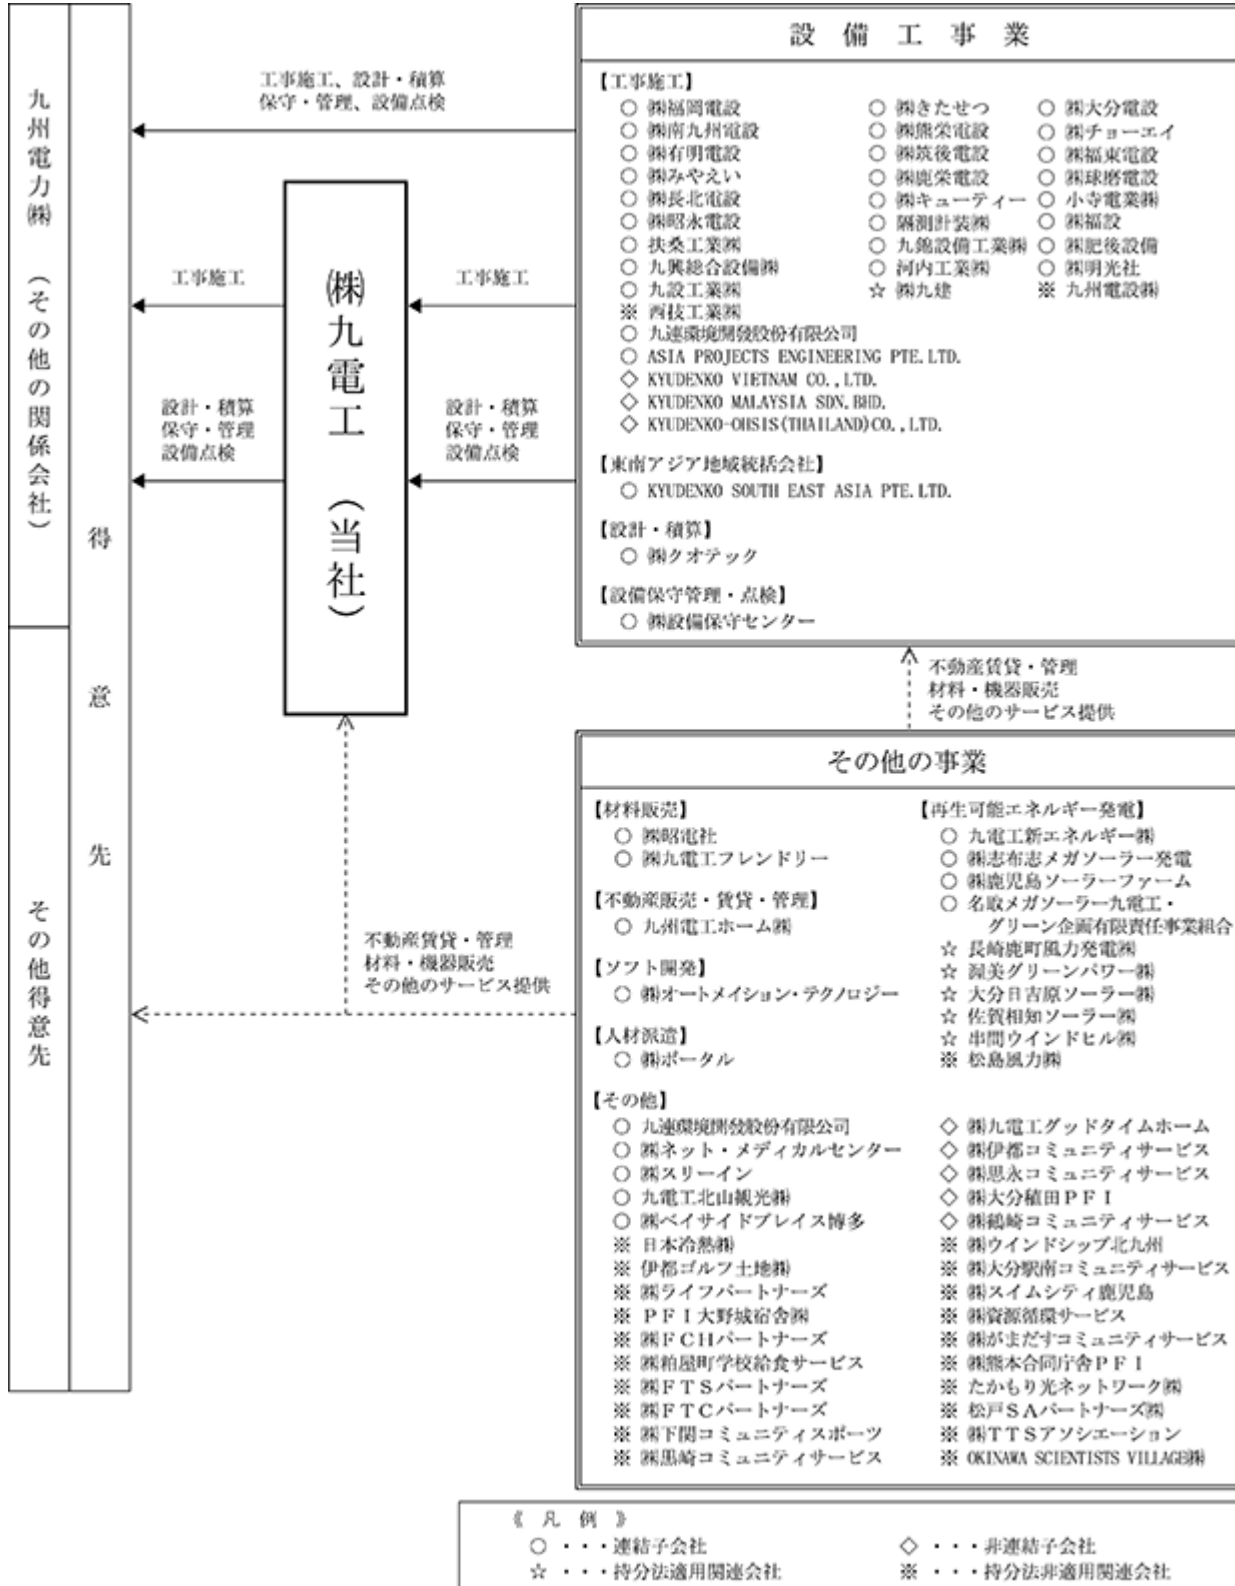 九州電力㈱ （その他の関係会社）
その他得意先
得意先
工事施工、設計・積算
保守・管理、設備点検
工事施工
設計・積算
保守・管理
設備点検
㈱九電工 （当社）
工事施工
設計・積算
保守・管理
設備点検
設備工事業
【工事施工】
○ ㈱福岡電設 ○ ㈱きたせつ ○ ㈱大分電設
○ ㈱南九州電設 ○ ㈱熊栄電設 ○ ㈱チョーエイ
○ ㈱有明電設 ○ ㈱筑後電設 ○ ㈱福東電設
○ ㈱みやえい ○ ㈱鹿栄電設 ○ ㈱球磨電設
○ ㈱長北電設 ○ ㈱キューティー ○ 小寺電業㈱
○ ㈱昭永電設 ○ 隔測計装㈱ ○ ㈱福設
○ 扶桑工業㈱ ○ 九錦設備工業㈱ ○ ㈱肥後設備
○ 九興総合設備㈱ ○ 河内工業㈱ ○ ㈱明光社
○ 九設工業㈱ ☆ ㈱九建 ※ 九州電設㈱
※ 西技工業㈱
○ 九連環境開發股份有限公司
○ ASIA PROJECTS ENGINEERING PTE.LTD.
◇ KYUDENKO VIETNAM CO.,LTD.
◇ KYUDENKO MALAYSIA SDN.BHD.
◇ KYUDENKO-OHSIS(THAILAND)CO.,LTD.
【東南アジア地域統括会社】
○ KYUDENKO SOUTH EAST ASIA PTE.LTD.
【設計・積算】
○ ㈱クオテック
【設備保守管理・点検】
○ ㈱設備保守センター
不動産賃貸・管理
材料・機器販売
その他のサービス提供
不動産賃貸・管理
材料・機器販売
その他のサービス提供
その他の事業
【材料販売】
○ ㈱昭電社
○ ㈱九電工フレンドリー
【不動産販売・賃貸・管理】
○ 九州電工ホーム㈱
【ソフト開発】
○ ㈱オートメイション・テクノロジー
【人材派遣】
○ ㈱ポータル
【再生可能エネルギー発電】
○ 九電工新エネルギー㈱
○ ㈱志布志メガソーラー発電
○ ㈱鹿児島ソーラーファーム
○ 名取メガソーラー九電工・
グリーン企画有限責任事業組合
☆ 長崎鹿町風力発電㈱
☆ 渥美グリーンパワー㈱
☆ 大分日吉原ソーラー㈱
☆ 佐賀相知ソーラー㈱
☆ 串間ウインドヒル㈱
※ 松島風力㈱
【その他】
○ 九連環境開發股份有限公司 ◇ ㈱九電工グッドタイムホーム
○ ㈱ネット・メディカルセンター ◇ ㈱伊都コミュニティサービス
○ ㈱スリーイン ◇ ㈱思永コミュニティサービス
○ 九電工北山観光㈱ ◇ ㈱大分稙田ＰＦＩ
○ ㈱ベイサイドプレイス博多 ◇ ㈱鶴崎コミュニティサービス
※ 日本冷熱㈱ ※ ㈱ウインドシップ北九州
※ 伊都ゴルフ土地㈱ ※ ㈱大分駅南コミュニティサービス
※ ㈱ライフパートナーズ ※ ㈱スイムシティ鹿児島
※ ＰＦＩ大野城宿舎㈱ ※ ㈱資源循環サービス
※ ㈱ＦＣＨパートナーズ ※ ㈱がまだすコミュニティサービス
※ ㈱粕屋町学校給食サービス ※ ㈱熊本合同庁舎ＰＦＩ
※ ㈱ＦＴＳパートナーズ ※ たかもり光ネットワーク㈱
※ ㈱ＦＴＣパートナーズ ※ 松戸ＳＡパートナーズ㈱
※ ㈱下関コミュニティスポーツ ※ ㈱ＴＴＳアソシエーション
※ ㈱黒崎コミュニティサービス ※ OKINAWA SCIENTISTS VILLAGE㈱
《 凡 例 》
○ ・・・連結子会社 ◇ ・・・非連結子会社
☆ ・・・持分法適用関連会社 ※ ・・・持分法非適用関連会社